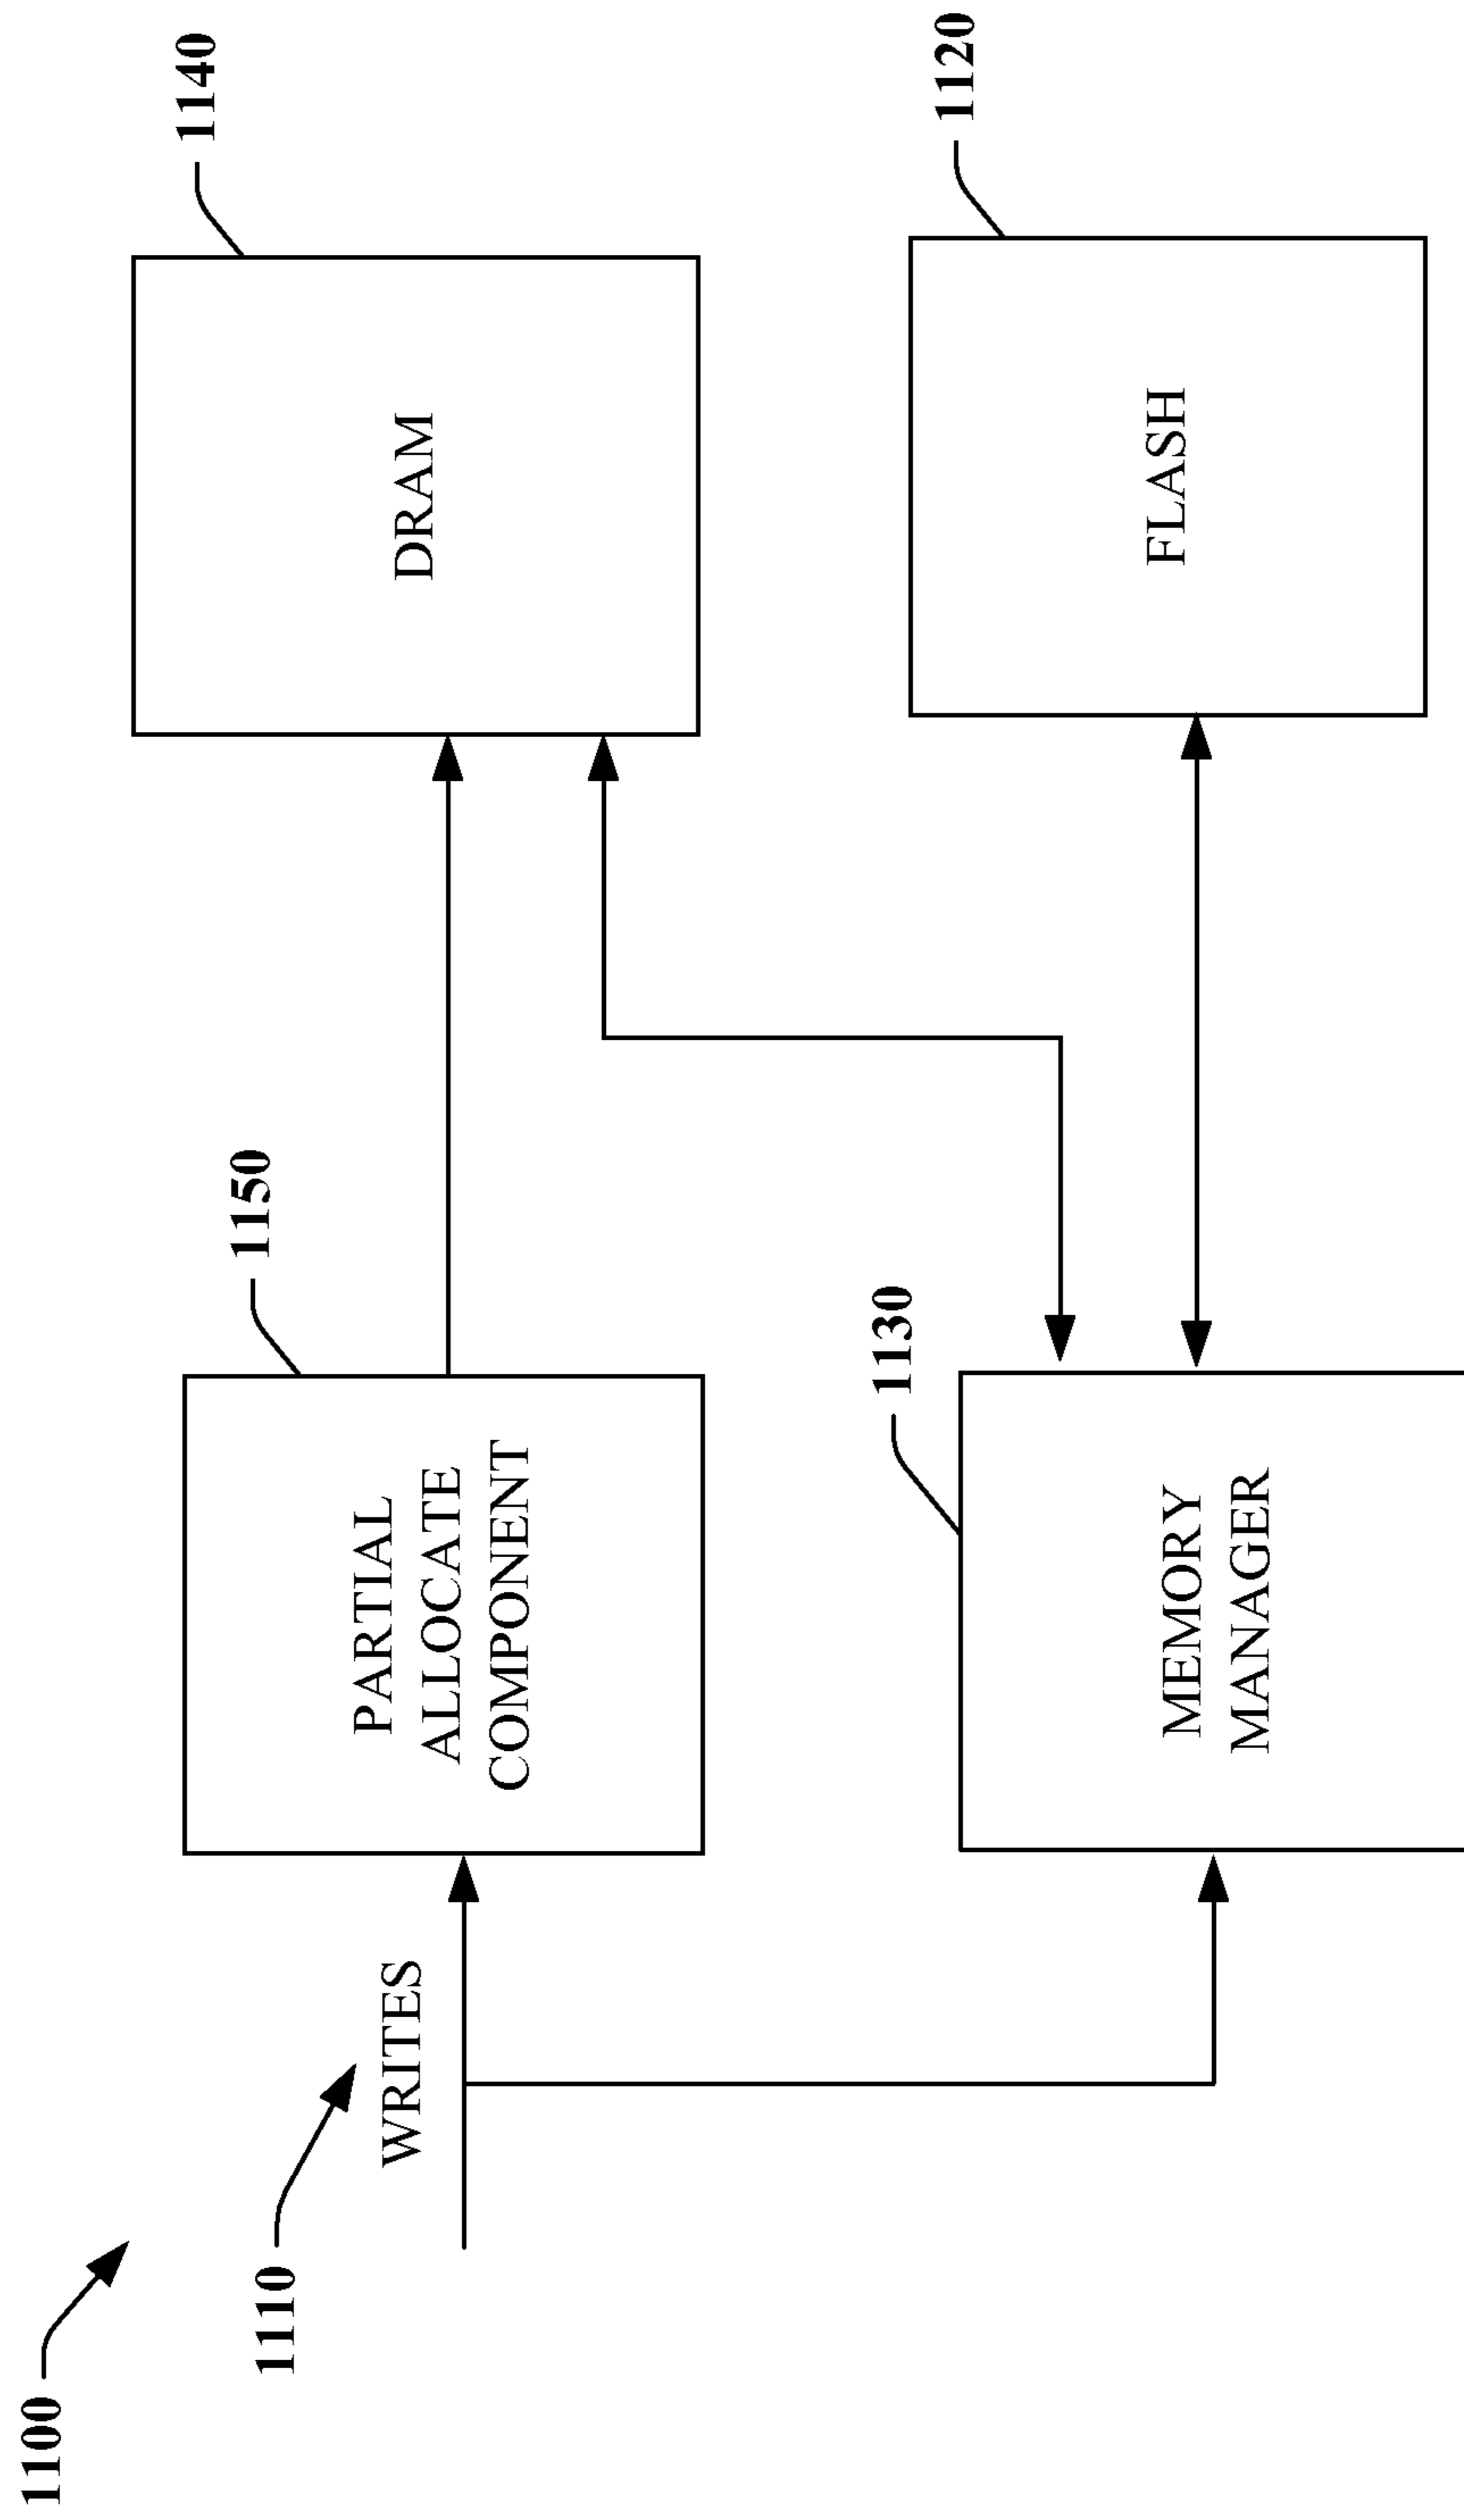 1100
1110
WRITES
1150
PARTIAL
ALLOCATE
COMPONENT
1140
DRAM
1130
MEMORY
MANAGER
1120
FLASH